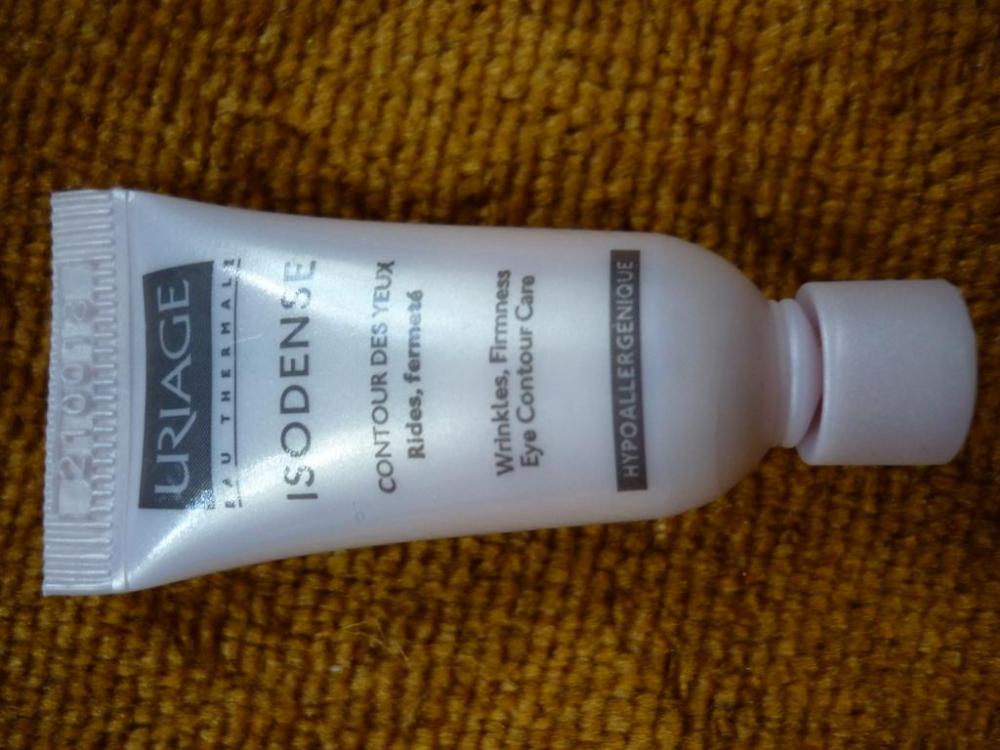 URIAGE
EAU THERMALE
ISODENSE
CONTOUR DES YEUX
Rides, fermeté
Wrinkles, Firmness
Eye Contour Care
HYPOALLERGÉNIQUE